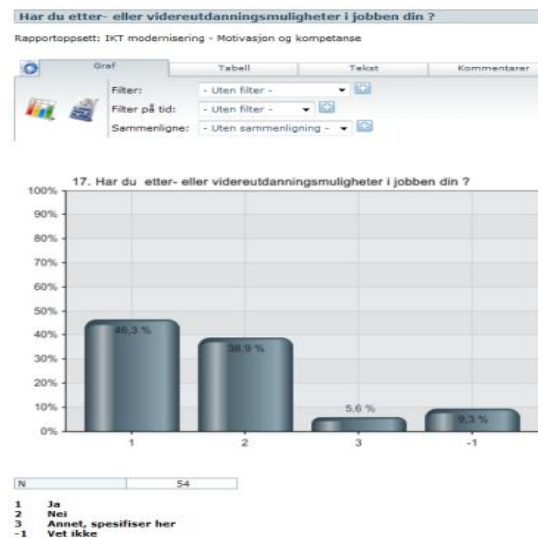 Har du etter- eller videreutdanningsmuligheter i jobben din ?
Rapportoppsett: IKT modernisering - Motivasjon og kompetanse
Graf Tabell Tekst Kommentarer
Filter: - Uten filter -
Filter på tid: - Uten filter -
Sammenligne: - Uten sammenligning -
17. Har du etter- eller videreutdanningsmuligheter i jobben din ?
100%
90%
80%
70%
60%
50%
40%
30%
20%
10%
0%
46,3 %
38,9 %
5,6 %
9,3 %
1 2 3 -1
N 54
1 Ja
2 Nei
3 Annet, spesifiser her
-1 Vet ikke